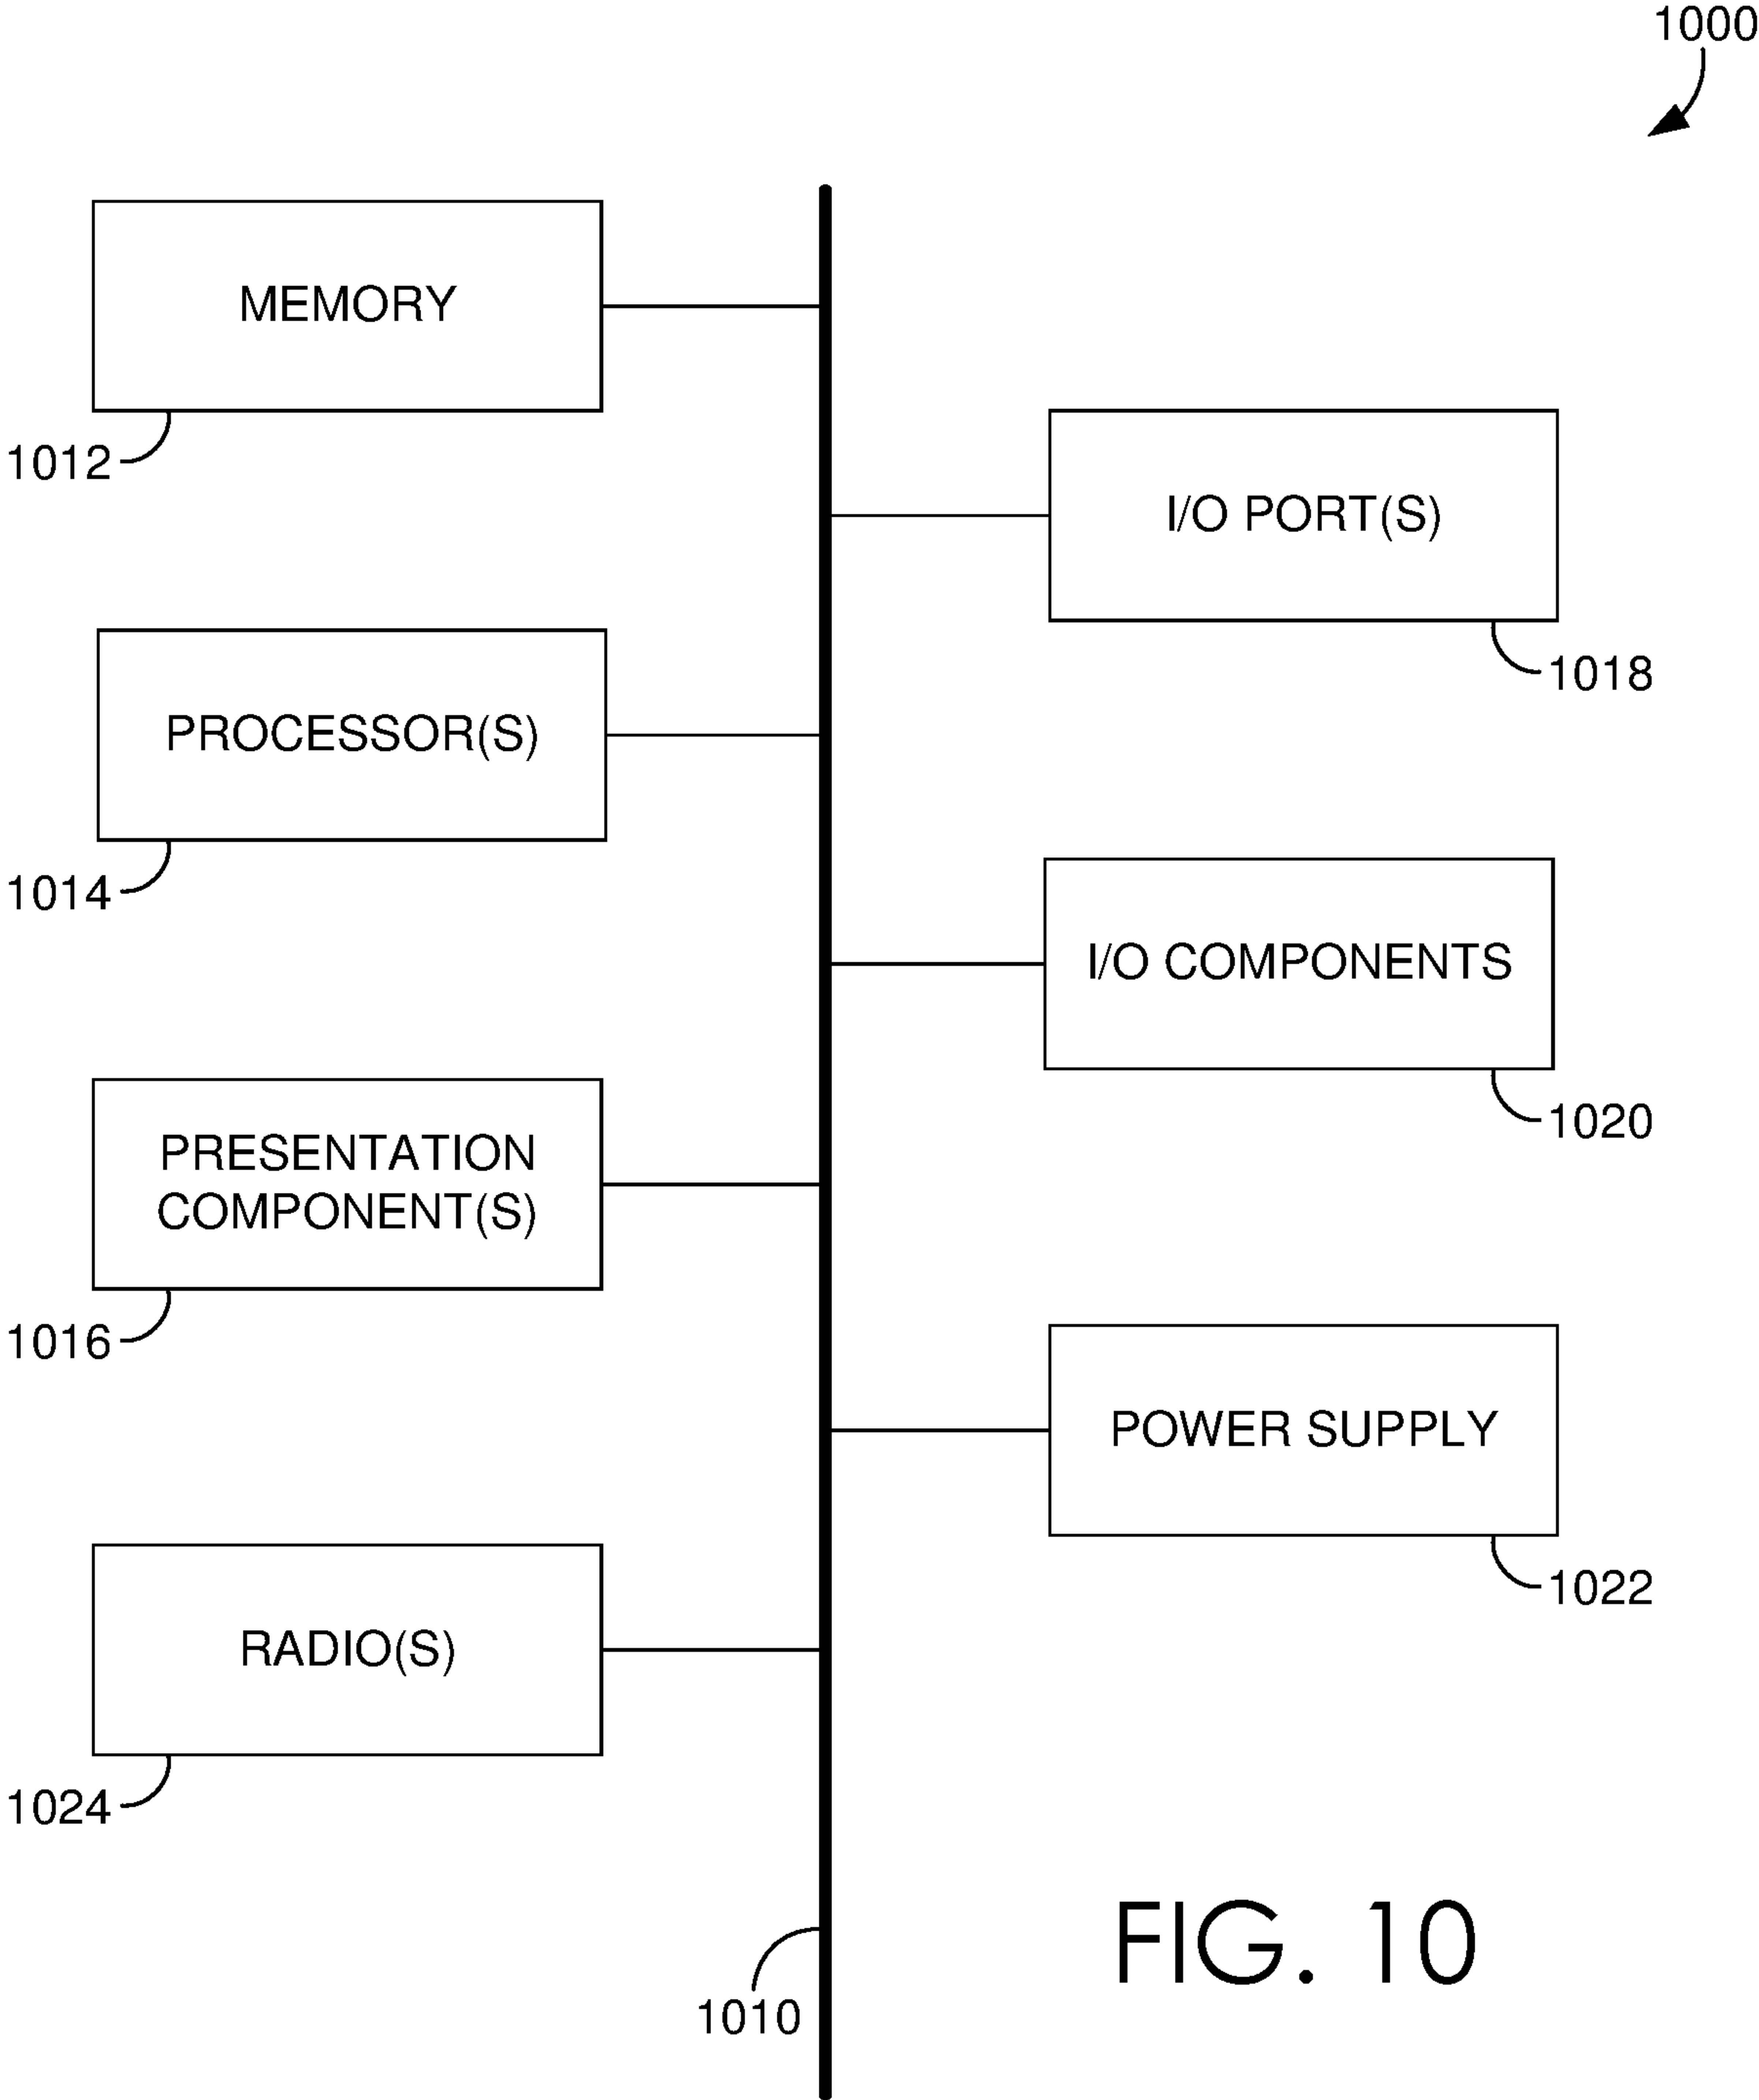 1000
MEMORY
1012
I/O PORT(S)
1018
PROCESSOR(S)
1014
I/O COMPONENTS
1020
PRESENTATION
COMPONENT(S)
1016
POWER SUPPLY
1022
RADIO(S)
1024
1010
FIG. 10